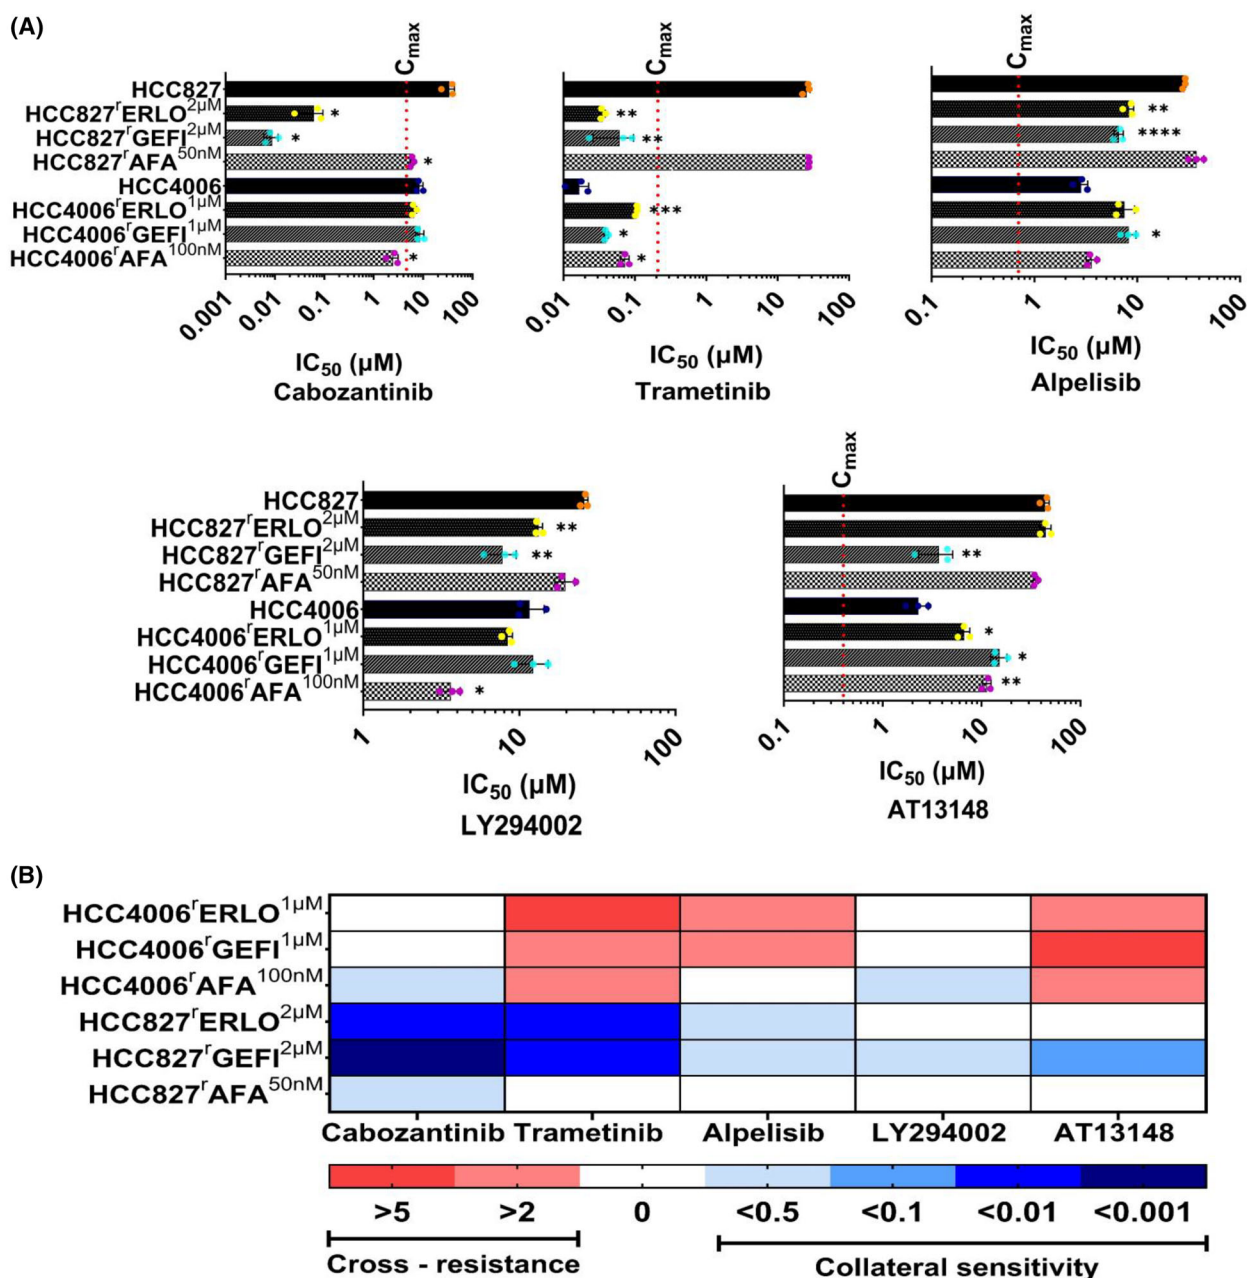 (A)
Cmax
Cmax
Cmax
HCC827
HCC827rERLO2μM
HCC827rGEFI2μM
HCC827rAFA50nM
HCC4006
HCC4006rERLO1μM
HCC4006rGEFI1μM
HCC4006rAFA100nM
*
*
*
*
**
**
***
*
*
**
****
*
0.001
0.01
0.1
1
10
100
0.01
0.1
1
10
100
0.1
1
10
100
IC50 (μM)
Cabozantinib
IC50 (μM)
Trametinib
IC50 (μM)
Alpelisib
Cmax
HCC827
HCC827rERLO2μM
HCC827rGEFI2μM
HCC827rAFA50nM
HCC4006
HCC4006rERLO1μM
HCC4006rGEFI1μM
HCC4006rAFA100nM
**
**
*
**
*
*
**
1
10
100
0.1
1
10
100
IC50 (μM)
LY294002
IC50 (μM)
AT13148
(B)
HCC4006rERLO1μM
HCC4006rGEFI1μM
HCC4006rAFA100nM
HCC827rERLO2μM
HCC827rGEFI2μM
HCC827rAFA50nM
Cabozantinib Trametinib Alpelisib LY294002 AT13148
>5 >2 0 <0.5 <0.1 <0.01 <0.001
Cross - resistance
Collateral sensitivity